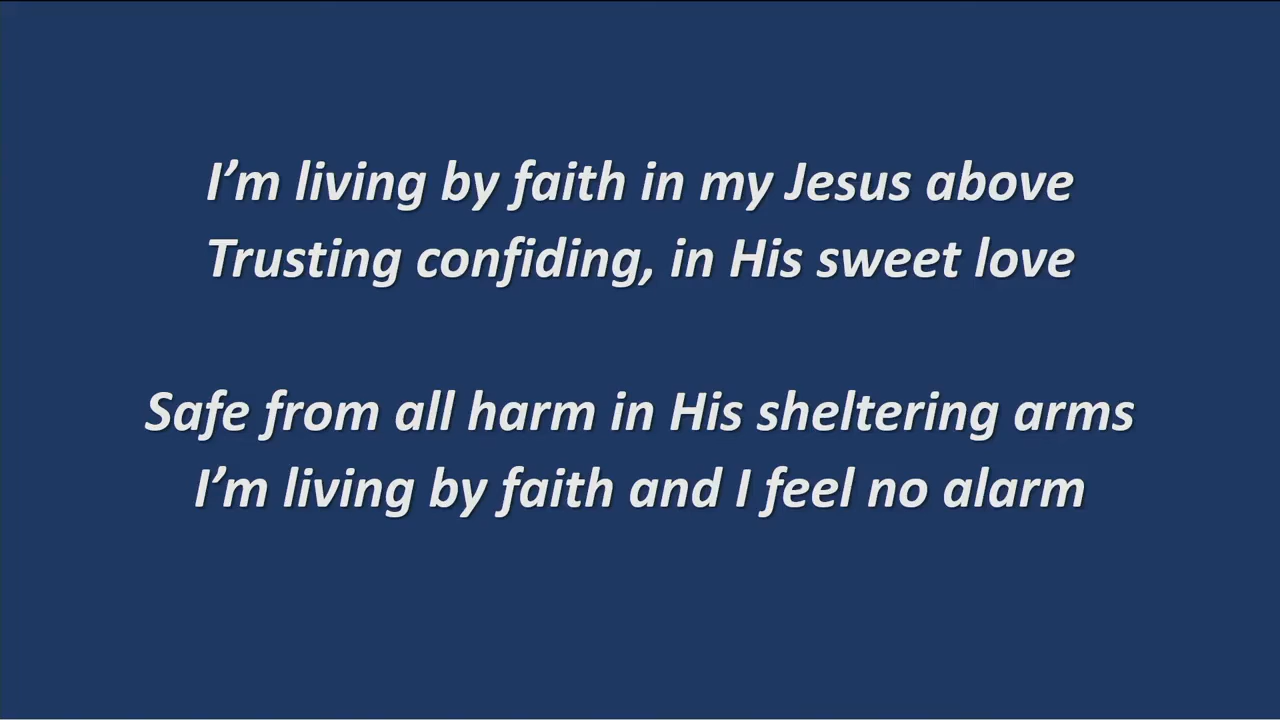 I’m living by faith in my Jesus above
Trusting confiding, in His sweet love
Safe from all harm in His sheltering arms
I’m living by faith and I feel no alarm